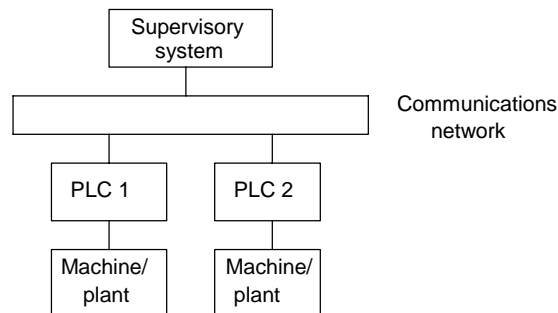 Supervisory
system
Communications
network
PLC 1
PLC 2
Machine/
plant
Machine/
plant